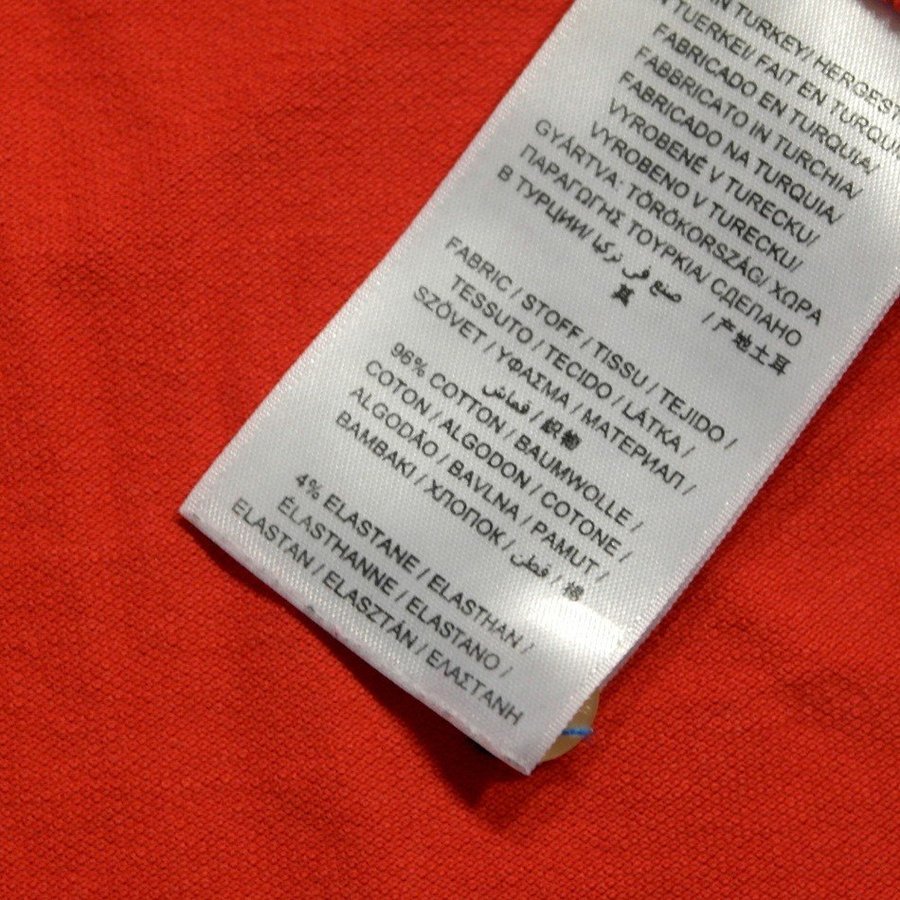 IN TURKEY/ HERGEST
N TUERKEI/ FAIT EN TURQUI
FABRICADO EN TURQUIA/
FABBRICATO IN TURCHIA/
FABRICADO NA TURQUIA/
VYROBENÉ V TURECKU/
VYROBENO V TURECKU/
GYÁRTVA: TÖRÖKORSZÁG/ ΧΩΡΑ
ΠΑΡΑΓΩΓΗΣ ΤΟΥΡΚΙΑ/ СДЕЛАНО
В ТУРЦИИ/ صنع في تركيا / 产地土耳
其
FABRIC / STOFF / TISSU / TEJIDO /
TESSUTO / TECIDO / LÁTKA /
SZÖVET / ΥΦΑΣΜΑ / МАТЕРИАЛ /
قماش / 织物
96% COTTON / BAUMWOLLE /
COTON / ALGODON / COTONE /
ALGODÃO / BAVLNA / PAMUT /
ΒΑΜΒΑΚΙ / ХЛОПОК / قطن / 棉
4% ELASTANE / ELASTHAN /
ÉLASTHANNE / ELASTANO /
ELASTAN / ELASZTÁN / ΕΛΑΣΤΑΝΗ